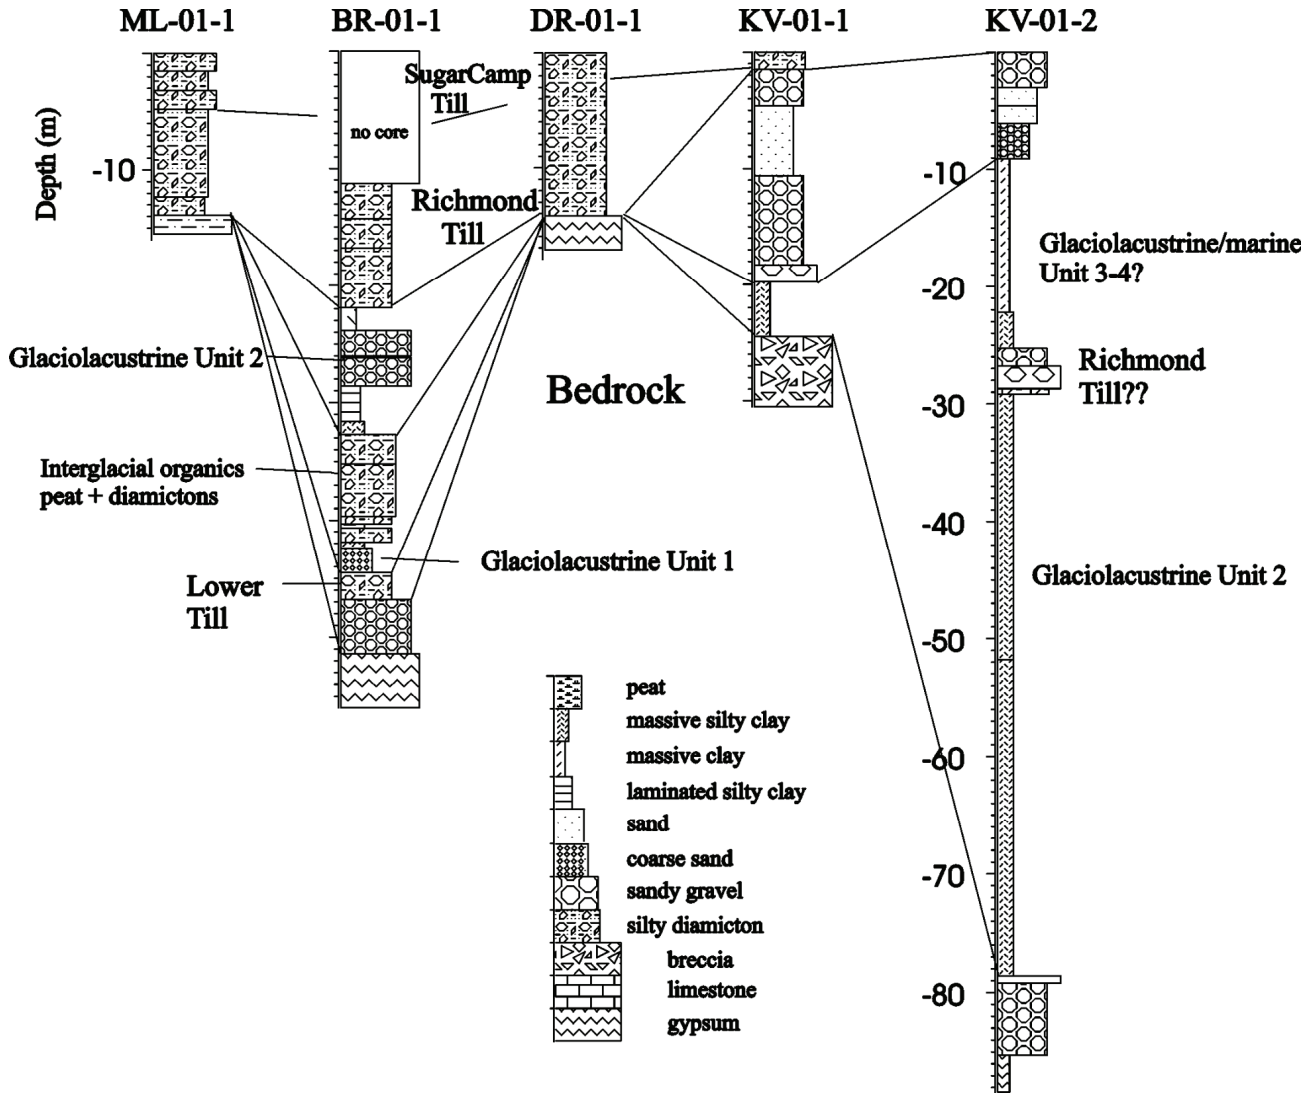 ML-01-1
BR-01-1
DR-01-1
KV-01-1
KV-01-2
Depth (m)
-10
SugarCamp
Till
no core
Richmond
Till
Glaciolacustrine Unit 2
Interglacial organics
peat + diamictons
Lower
Till
Glaciolacustrine Unit 1
Bedrock
-10
-20
-30
-40
-50
-60
-70
-80
Glaciolacustrine/marine
Unit 3-4?
Richmond
Till??
Glaciolacustrine Unit 2
peat
massive silty clay
massive clay
laminated silty clay
sand
coarse sand
sandy gravel
silty diamicton
breccia
limestone
gypsum